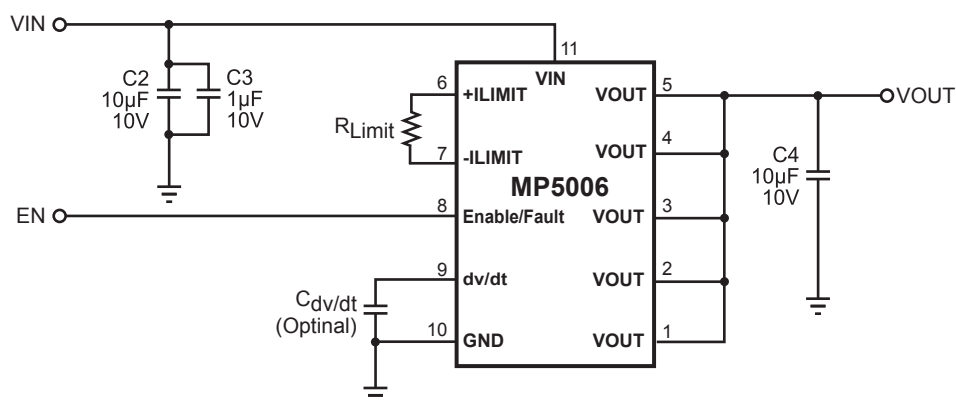 VIN
C2
10µF
10V
C3
1µF
10V
11
VIN
6
+ILIMIT
RLimit
7
-ILIMIT
MP5006
EN
8
Enable/Fault
9
dv/dt
Cdv/dt
(Optinal)
10
GND
VOUT
5
VOUT
VOUT
4
C4
10µF
10V
VOUT
3
VOUT
2
VOUT
1